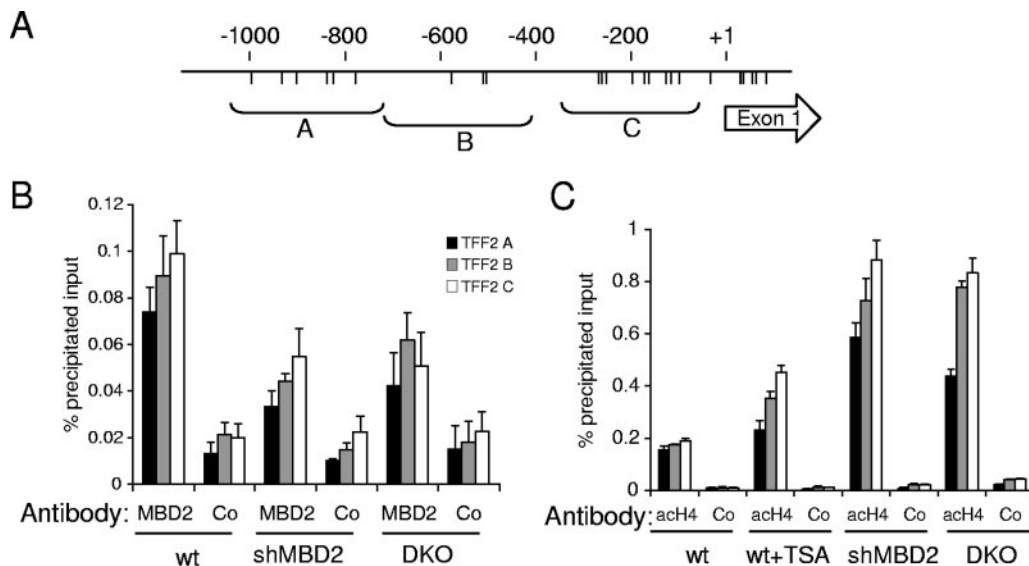 A
-1000 -800 -600 -400 -200 +1
A B C Exon 1
B
% precipitated input
0.12
0.1
0.08
0.06
0.04
0.02
0
TFF2 A
TFF2 B
TFF2 C
Antibody: MBD2 Co MBD2 Co MBD2 Co
wt shMBD2 DKO
C
% precipitated input
1
0.8
0.6
0.4
0.2
0
Antibody: acH4 Co acH4 Co acH4 Co acH4 Co
wt wt+TSA shMBD2 DKO